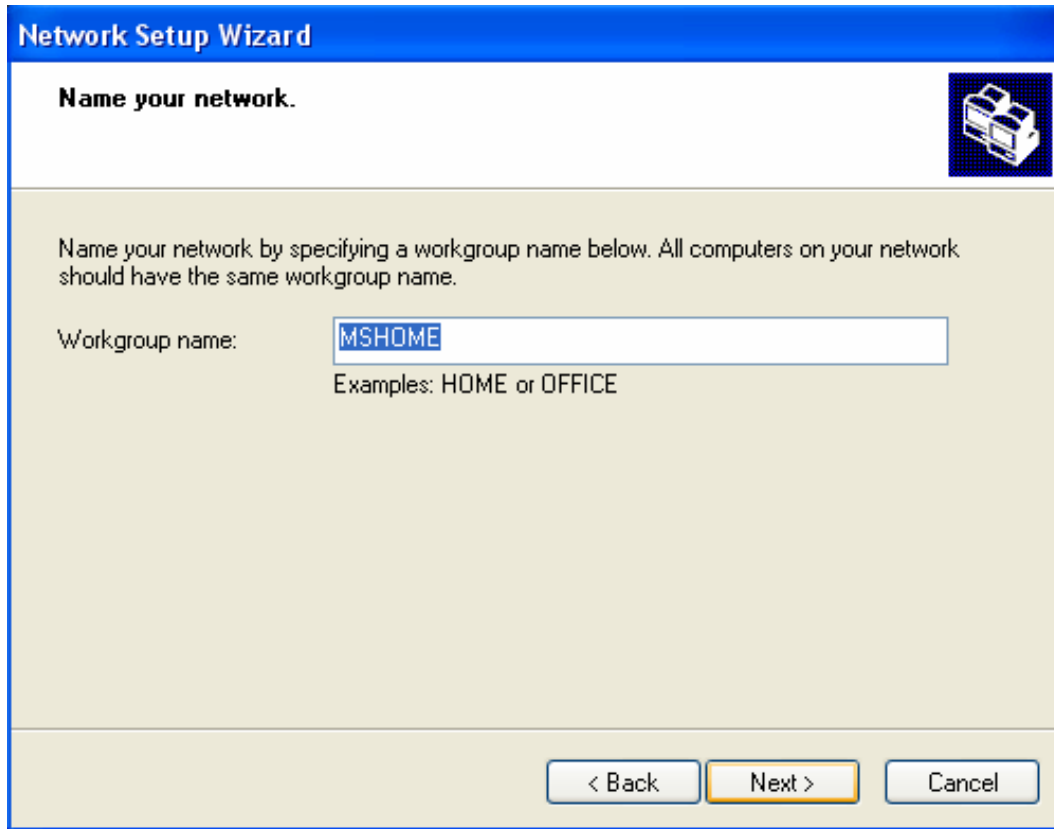 Network Setup Wizard
Name your network.
Name your network by specifying a workgroup name below. All computers on your network
should have the same workgroup name.
Workgroup name: MSHOME
Examples: HOME or OFFICE
< Back Next > Cancel